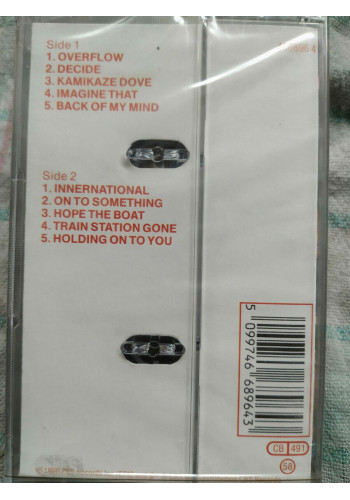 Side 1
1. OVERFLOW
2. DECIDE
3. KAMIKAZE DOVE
4. IMAGINE THAT
5. BACK OF MY MIND
Side 2
1. INNERNATIONAL
2. ON TO SOMETHING
3. HOPE THE BOAT
4. TRAIN STATION GONE
5. HOLDING ON TO YOU
5 099746 689643
CB 491
58